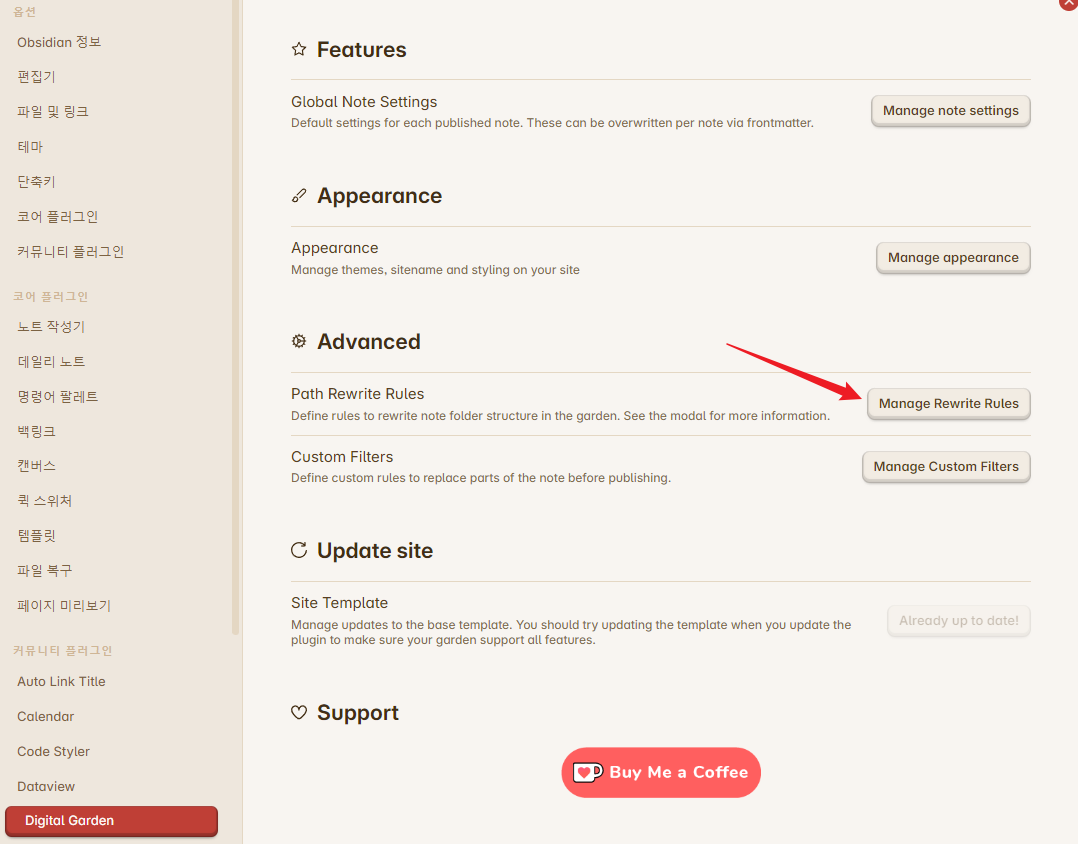 옵션
Obsidian 정보
편집기
파일 및 링크
테마
단축키
코어 플러그인
커뮤니티 플러그인
코어 플러그인
노트 작성기
데일리 노트
명령어 팔레트
백링크
캔버스
퀵 스위처
템플릿
파일 복구
페이지 미리보기
커뮤니티 플러그인
Auto Link Title
Calendar
Code Styler
Dataview
Digital Garden
Features
Global Note Settings
Default settings for each published note. These can be overwritten per note via frontmatter.
Manage note settings
Appearance
Appearance
Manage themes, sitename and styling on your site
Manage appearance
Advanced
Path Rewrite Rules
Define rules to rewrite note folder structure in the garden. See the modal for more information.
Manage Rewrite Rules
Custom Filters
Define custom rules to replace parts of the note before publishing.
Manage Custom Filters
Update site
Site Template
Manage updates to the base template. You should try updating the template when you update the
plugin to make sure your garden support all features.
Already up to date!
Support
Buy Me a Coffee